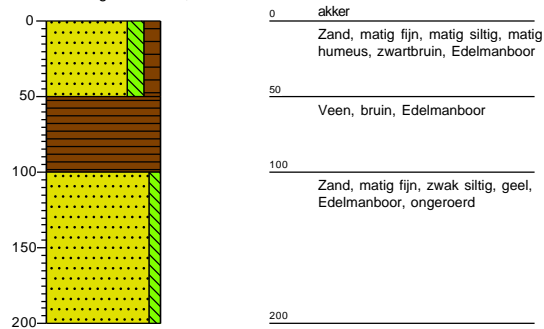 0
50
100
150
200
0 akker
Zand, matig fijn, matig siltig, matig
humeus, zwartbruin, Edelmanboor
50
Veen, bruin, Edelmanboor
100
Zand, matig fijn, zwak siltig, geel,
Edelmanboor, ongeroerd
200